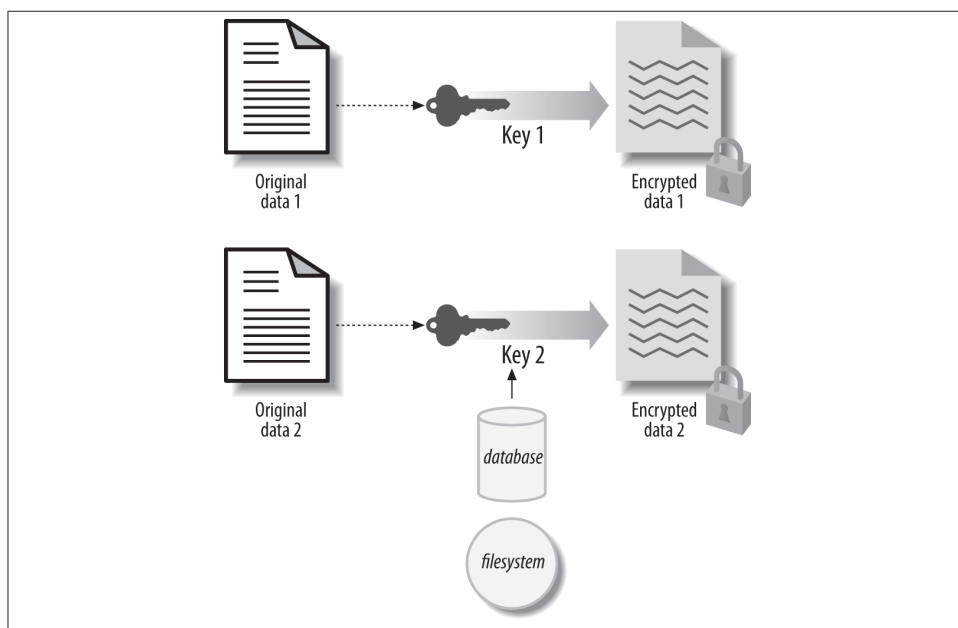 Key 1
Original
data 1
Encrypted
data 1
Key 2
Original
data 2
Encrypted
data 2
database
filesystem